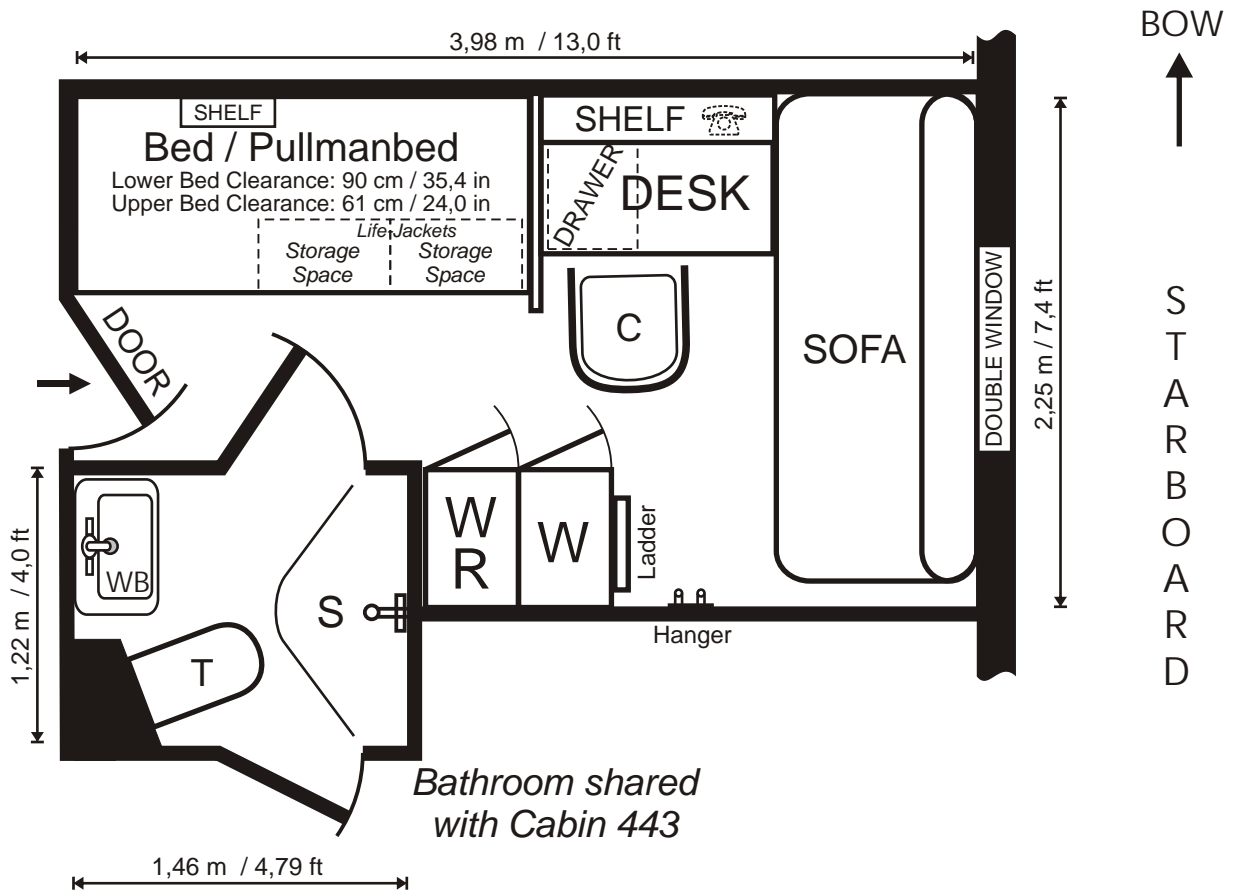 BOW
3,98 m / 13,0 ft
SHELF
Bed / Pullmanbed
Lower Bed Clearance: 90 cm / 35,4 in
Upper Bed Clearance: 61 cm / 24,0 in
Life-Jackets
Storage
Space
Storage
Space
SHELF
DRAWER
DESK
C
SOFA
DOUBLE WINDOW
2,25 m / 7,4 ft
STARBOARD
DOOR
1,22 m / 4,0 ft
WB
T
S
W
R
W
Ladder
Hanger
Bathroom shared
with Cabin 443
1,46 m / 4,79 ft